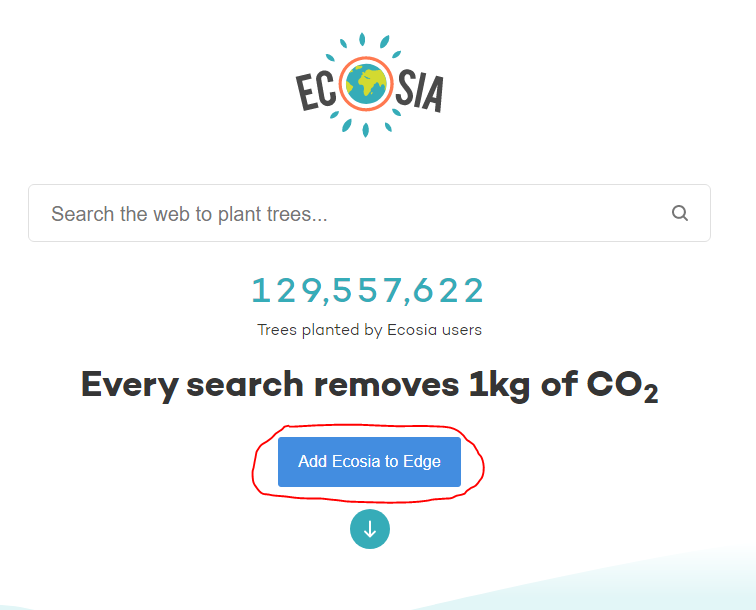 ECOSIA
Search the web to plant trees...
129,557,622
Trees planted by Ecosia users
Every search removes 1kg of CO₂
Add Ecosia to Edge